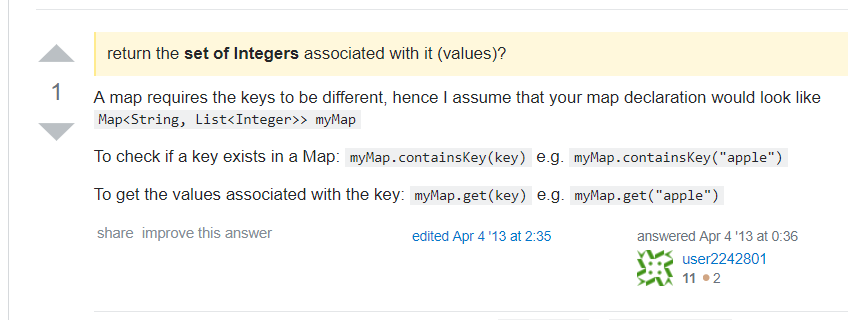 return the set of Integers associated with it (values)?
1
A map requires the keys to be different, hence I assume that your map declaration would look like
Map<String, List<Integer>> myMap
To check if a key exists in a Map: myMap.containsKey(key) e.g. myMap.containsKey("apple")
To get the values associated with the key: myMap.get(key) e.g. myMap.get("apple")
share improve this answer
edited Apr 4 '13 at 2:35
answered Apr 4 '13 at 0:36
user2242801
11 ●2